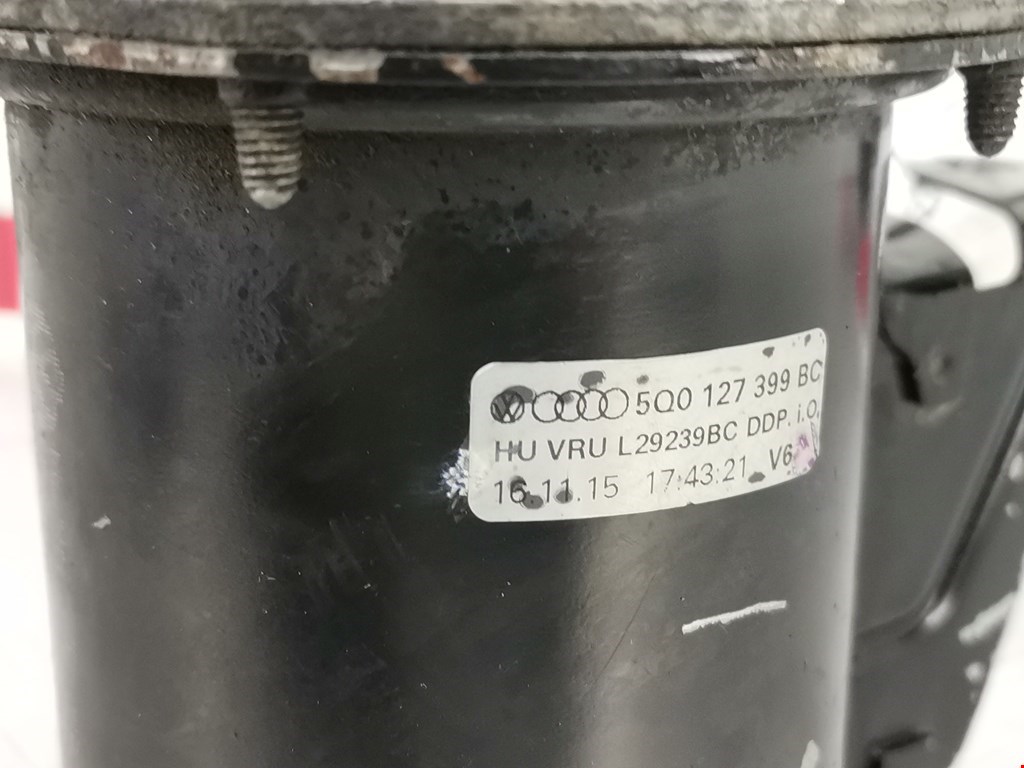 5Q0 127 399 BC
HU VRU L29239BC DDP. i.O.
16.11.15 17:43:21 V6